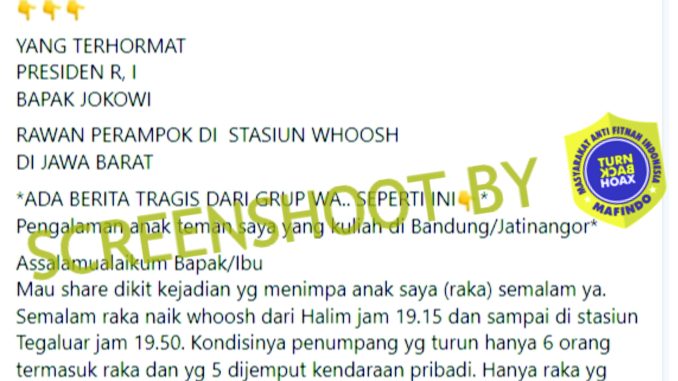 👇👇👇
YANG TERHORMAT
PRESIDEN R, I
BAPAK JOKOWI
RAWAN PERAMPOK DI STASIUN WHOOSH
DI JAWA BARAT
*ADA BERITA TRAGIS DARI GRUP WA.. SEPERTI INI👇*
Pengalaman anak teman saya yang kuliah di Bandung/Jatinangor*
Assalamualaikum Bapak/Ibu
Mau share dikit kejadian yg menimpa anak saya (raka) semalam ya.
Semalam raka naik whoosh dari Halim jam 19.15 dan sampai di stasiun
Tegaluar jam 19.50. Kondisinya penumpang yg turun hanya 6 orang
termasuk raka dan yg 5 dijemput kendaraan pribadi. Hanya raka yg
SCREENSHOOT BY
MASYARAKAT ANTI FITNAH INDONESIA
TURN
BACK
HOAX
MAFINDO